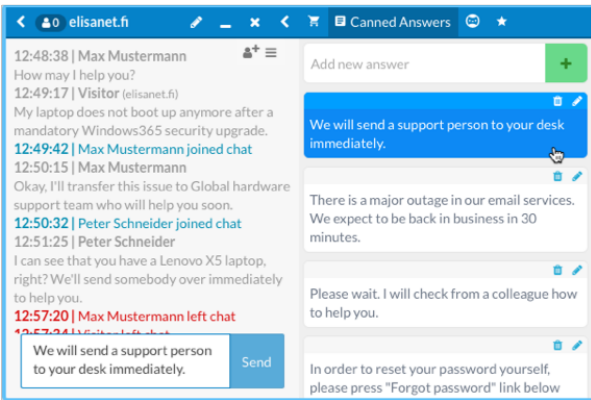 0 elisanet.fi
Canned Answers
12:48:38 | Max Mustermann
How may I help you?
12:49:17 | Visitor (elisanet.fi)
My laptop does not boot up anymore after a
mandatory Windows365 security upgrade.
12:49:42 | Max Mustermann joined chat
12:50:15 | Max Mustermann
Okay, I'll transfer this issue to Global hardware
support team who will help you soon.
12:50:32 | Peter Schneider joined chat
12:51:25 | Peter Schneider
I can see that you have a Lenovo X5 laptop,
right? We'll send somebody over immediately
to help you.
12:57:20 | Max Mustermann left chat
12:57:24 | Visitor left chat
We will send a support person
to your desk immediately.
Send
Add new answer
+
We will send a support person to your desk
immediately.
There is a major outage in our email services.
We expect to be back in business in 30
minutes.
Please wait. I will check from a colleague how
to help you.
In order to reset your password yourself,
please press "Forgot password" link below